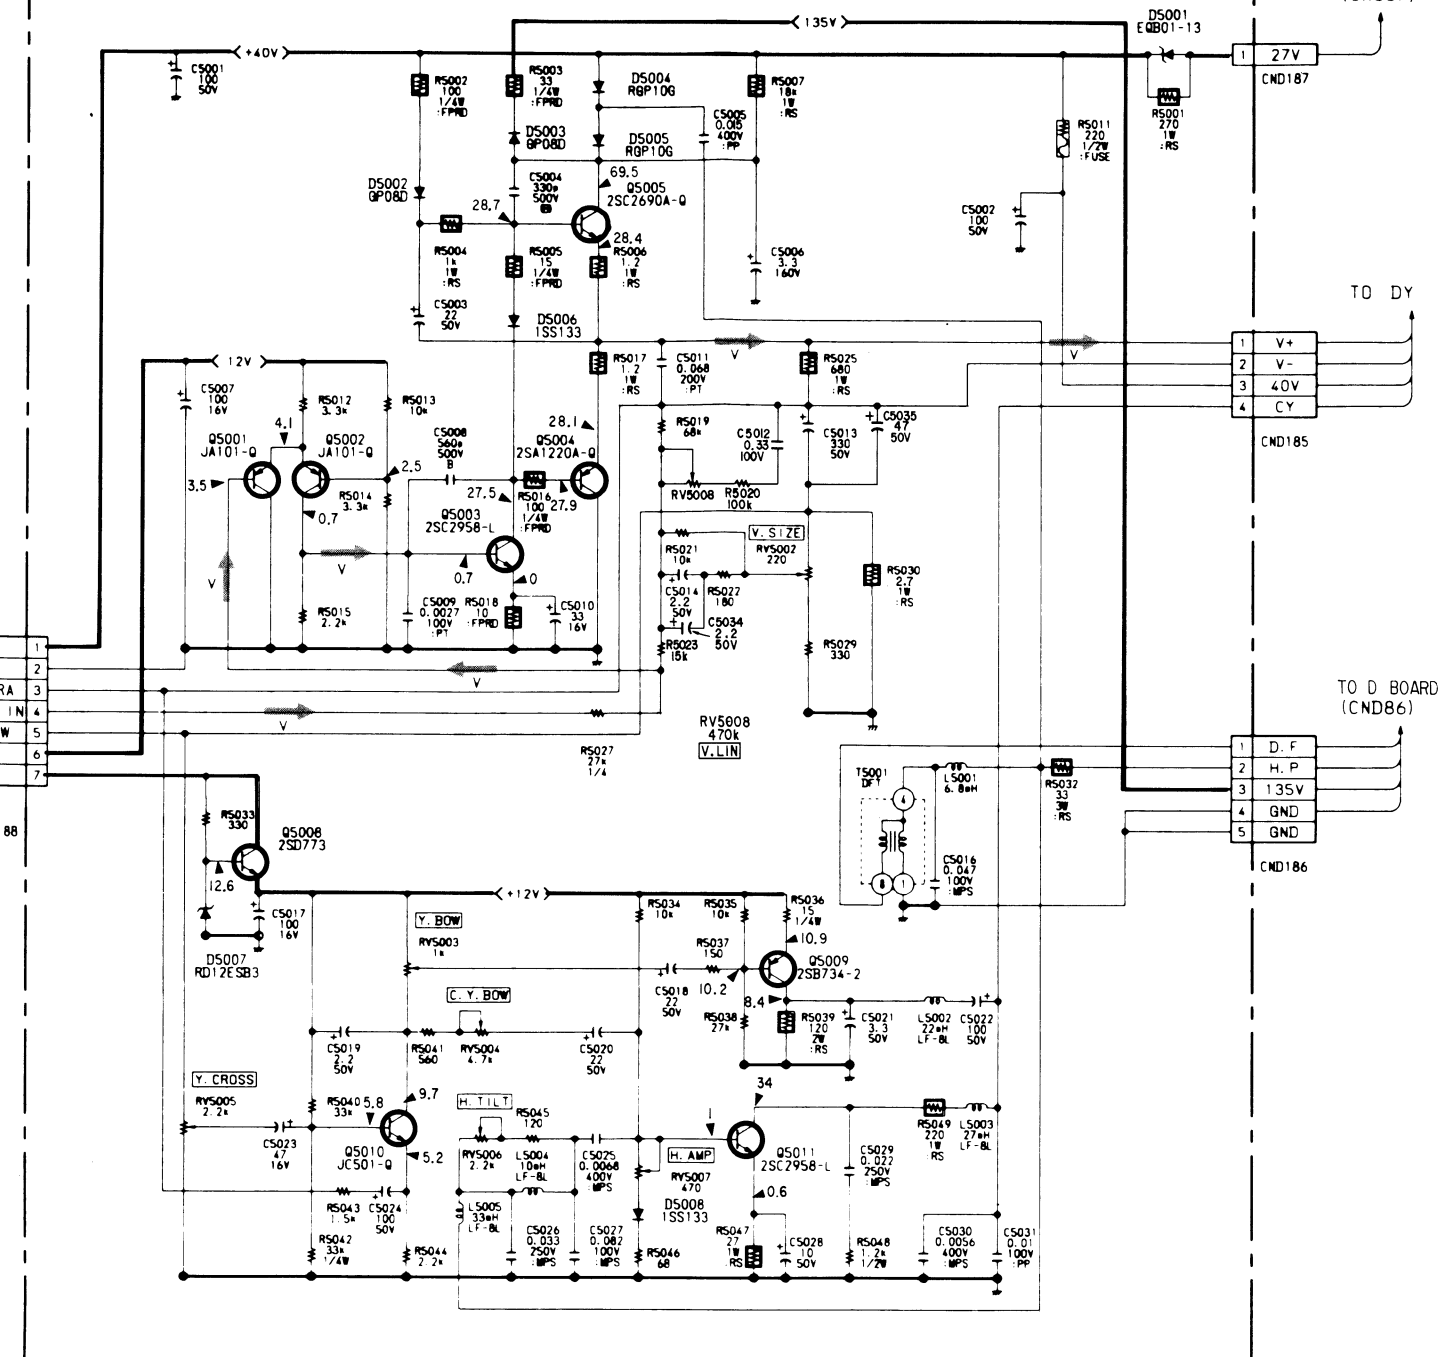 135V
D5001
EQB01-13
+40V
1 27V
CND187
C5001
100
50V
R5002
100
1/4W
:FPRD
R5003
33
1/4W
:FPRD
D5004
RGP10G
R5007
18k
1W
:RS
C5005
0.015
400V
:PP
R5011
220
1/2W
:FUSE
R5001
270
1W
:RS
D5003
GP08D
D5005
RGP10G
D5002
GP08D
C5004
330p
500V
69.5
Q5005
2SC2690A-Q
28.7
28.4
C5002
100
50V
R5004
1k
1W
:RS
R5005
15
1/4W
:FPRD
R5006
1.2
1W
:RS
C5006
3.3
160V
C5003
22
50V
D5006
1SS133
TO DY
V
V
1 V+
2 V-
3 40V
4 CY
CND185
12V
C5007
100
16V
R5012
3.3k
R5013
10k
R5017
1.2
1W
:RS
C5011
0.068
200V
:PT
R5025
680
1W
:RS
4.1
Q5001
JA101-Q
Q5002
JA101-Q
C5008
560p
500V
B
28.1
Q5004
2SA1220A-Q
R5019
68k
C5012
0.33
100V
C5013
330
50V
C5035
47
50V
3.5
2.5
R5014
3.3k
0.7
27.5
R5016
100
1/4W
:FPRD
27.9
RV5008
R5020
100k
Q5003
2SC2958-L
V.SIZE
RV5002
220
R5021
10k
V
V
0.7
0
R5030
2.7
1W
:RS
C5014
2.2
50V
R5022
180
R5015
2.2k
C5009
0.0027
100V
:PT
R5018
10
:FPRD
C5010
33
16V
C5034
2.2
50V
R5023
15k
R5029
330
1
2
RA 3
IN 4
W 5
6
7
88
V
V
R5027
27k
1/4
RV5008
470k
V.LIN
TO D BOARD
(CND86)
T5001
DFT
L5001
6.8mH
R5032
33
3W
:RS
1 D.F
2 H.P
3 135V
4 GND
5 GND
CND186
4
8
1
C5016
0.047
100V
:MPS
R5033
330
Q5008
2SD773
12.6
+12V
C5017
100
16V
D5007
RD12ESB3
Y.BOW
RV5003
1k
R5034
10k
R5035
10k
R5036
15
1/4W
R5037
150
10.9
Q5009
2SB734-2
C5018
22
50V
10.2
8.4
C.Y.BOW
R5038
27k
R5039
120
2W
:RS
C5021
3.3
50V
L5002
22mH
LF-8L
C5022
100
50V
C5019
2.2
50V
R5041
560
RV5004
4.7k
C5020
22
50V
Y.CROSS
RV5005
2.2k
R5040
33k
5.8
9.7
H.TILT
R5045
120
34
C5023
47
16V
Q5010
JC501-Q
5.2
RV5006
2.2k
L5004
10mH
LF-8L
C5025
0.0068
400V
:MPS
H.AMP
RV5007
470
Q5011
2SC2958-L
C5029
0.022
250V
:MPS
R5049
220
1W
:RS
L5003
27mH
LF-8L
0.6
R5043
1.5k
C5024
100
50V
L5005
33mH
LF-8L
D5008
1SS133
R5042
33k
1/4W
R5044
2.2k
C5026
0.033
250V
:MPS
C5027
0.082
100V
:MPS
R5046
68
R5047
27
1W
:RS
C5028
10
50V
R5048
1.2k
1/2W
C5030
0.0056
400V
:MPS
C5031
0.01
100V
:PP